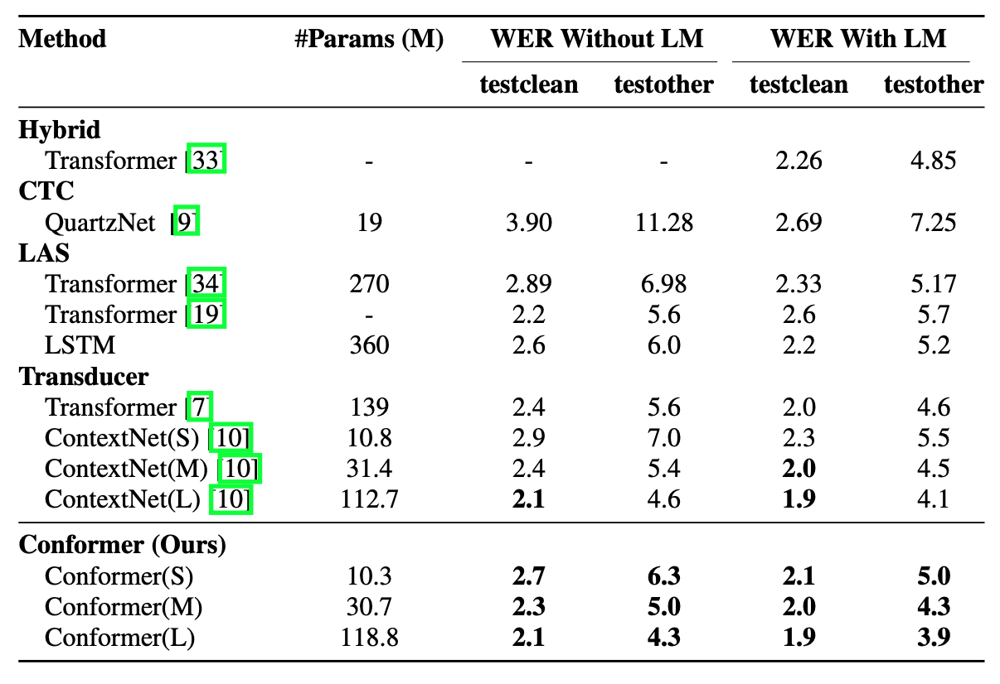 Method #Params (M) WER Without LM WER With LM
testclean testother testclean testother
Hybrid
Transformer [33] - - - 2.26 4.85
CTC
QuartzNet [9] 19 3.90 11.28 2.69 7.25
LAS
Transformer [34] 270 2.89 6.98 2.33 5.17
Transformer [19] - 2.2 5.6 2.6 5.7
LSTM 360 2.6 6.0 2.2 5.2
Transducer
Transformer [7] 139 2.4 5.6 2.0 4.6
ContextNet(S) [10] 10.8 2.9 7.0 2.3 5.5
ContextNet(M) [10] 31.4 2.4 5.4 2.0 4.5
ContextNet(L) [10] 112.7 2.1 4.6 1.9 4.1
Conformer (Ours)
Conformer(S) 10.3 2.7 6.3 2.1 5.0
Conformer(M) 30.7 2.3 5.0 2.0 4.3
Conformer(L) 118.8 2.1 4.3 1.9 3.9